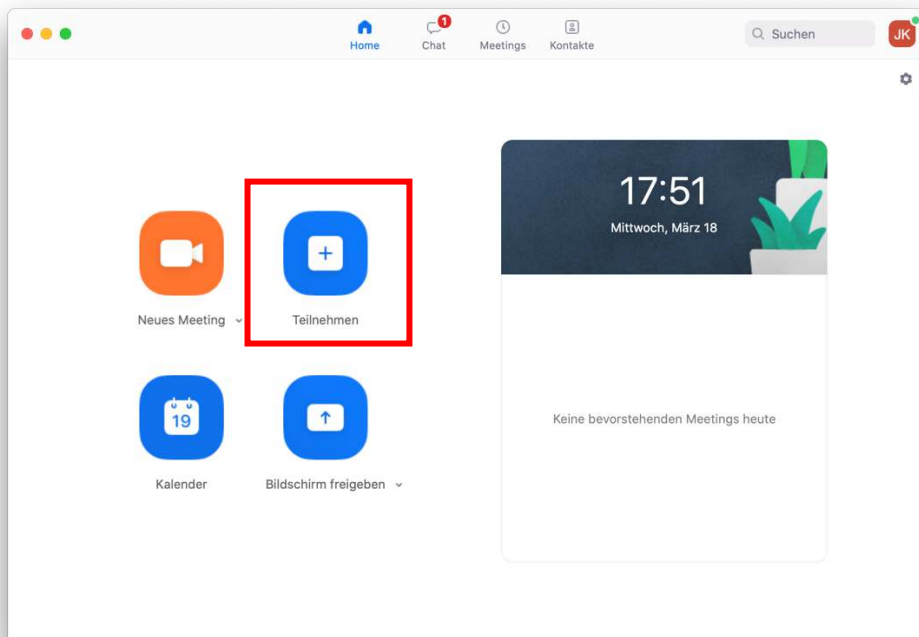 Home
Chat
1
Meetings
Kontakte
Suchen
JK
17:51
Mittwoch, März 18
Neues Meeting
Teilnehmen
19
Kalender
Bildschirm freigeben
Keine bevorstehenden Meetings heute